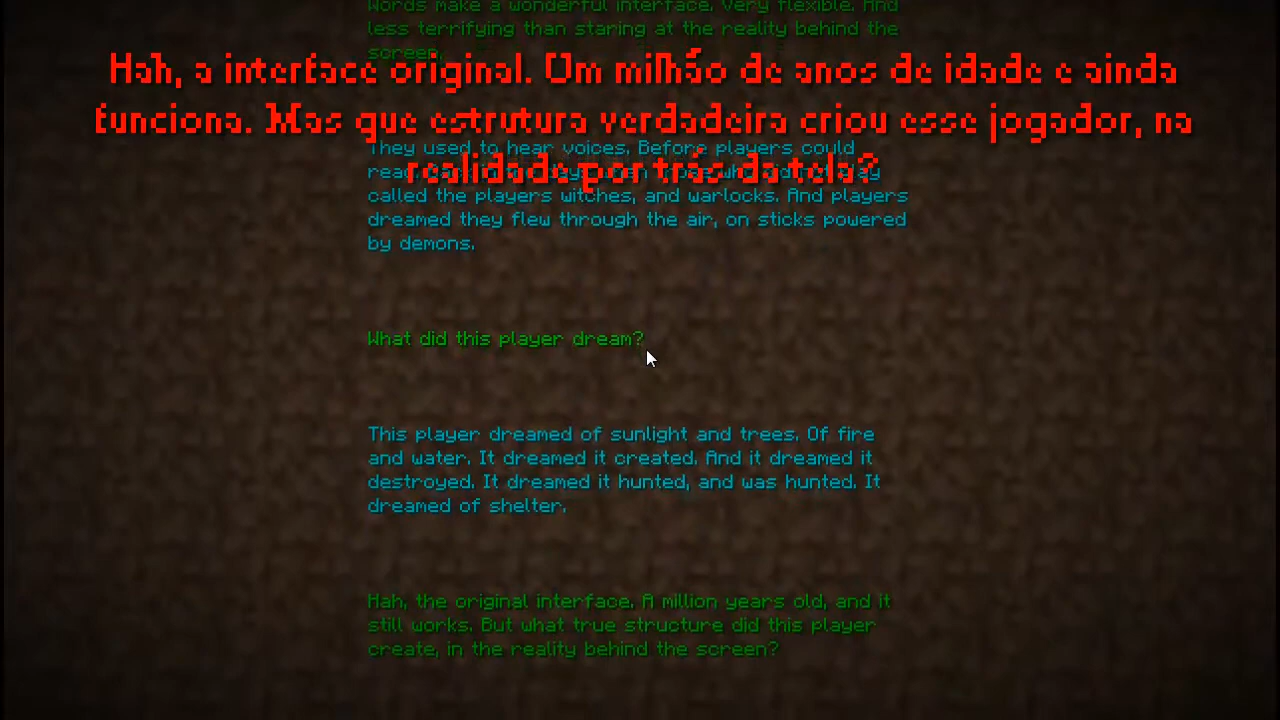 Words make a wonderful interface. Very flexible. And
less terrifying than staring at the reality behind the
screen.
Hah, a interface original. Um milhão de anos de idade e ainda
funciona. Mas que estrutura verdadeira criou esse jogador, na
realidade por trás da tela?
They used to hear voices. Before players could
called the players witches, and warlocks. And players
dreamed they flew through the air, on sticks powered
by demons.
What did this player dream?
This player dreamed of sunlight and trees. Of fire
and water. It dreamed it created. And it dreamed it
destroyed. It dreamed it hunted, and was hunted. It
dreamed of shelter.
Hah, the original interface. A million years old, and it
still works. But what true structure did this player
create, in the reality behind the screen?